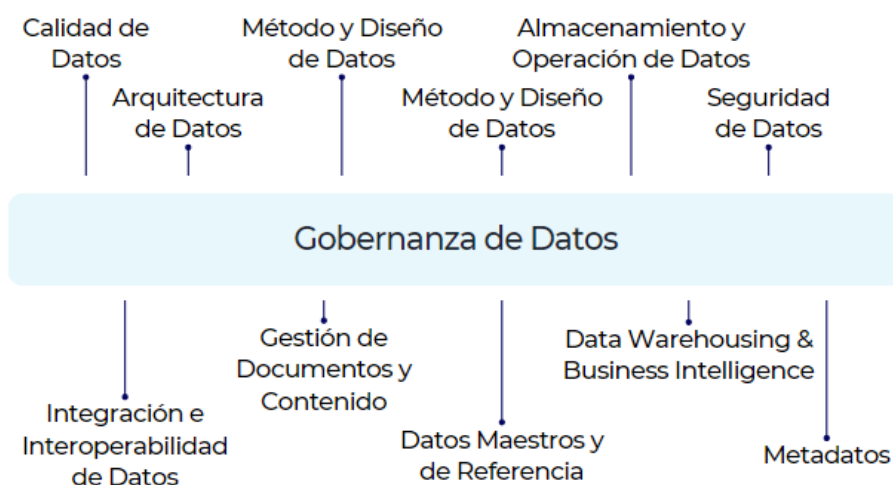 Calidad de
Datos
Método y Diseño
de Datos
Almacenamiento y
Operación de Datos
Arquitectura
de Datos
Método y Diseño
de Datos
Seguridad
de Datos
Gobernanza de Datos
Gestión de
Documentos y
Contenido
Data Warehousing &
Business Intelligence
Integración e
Interoperabilidad
de Datos
Datos Maestros y
de Referencia
Metadatos